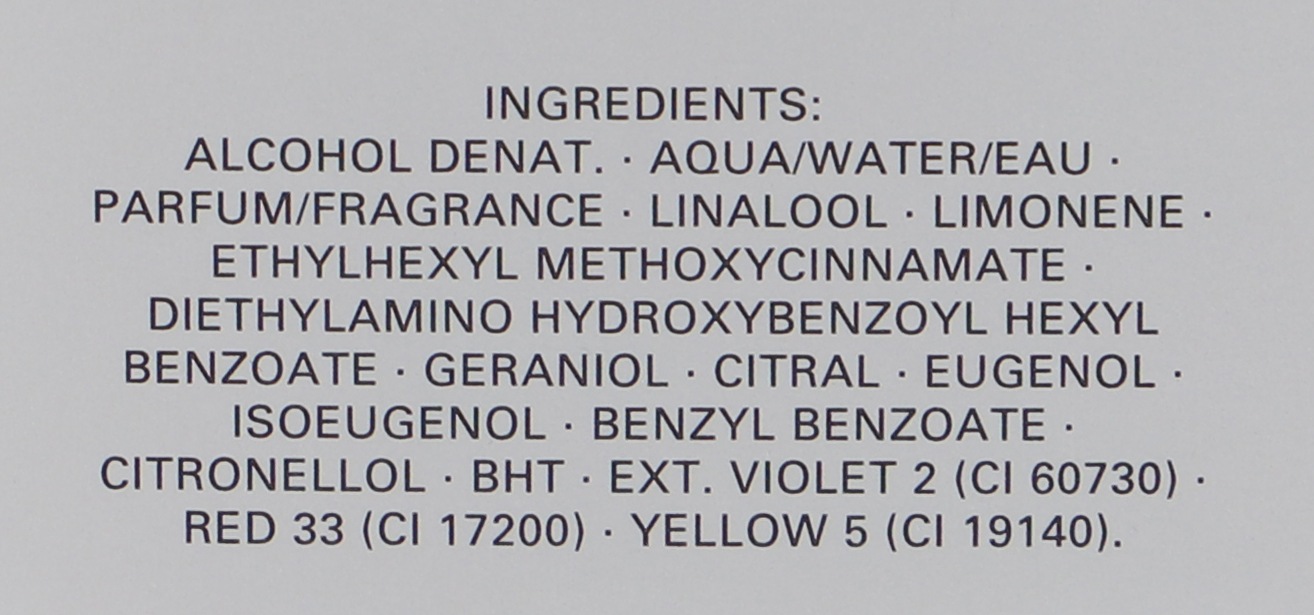 INGREDIENTS:
ALCOHOL DENAT. · AQUA/WATER/EAU ·
PARFUM/FRAGRANCE · LINALOOL · LIMONENE ·
ETHYLHEXYL METHOXYCINNAMATE ·
DIETHYLAMINO HYDROXYBENZOYL HEXYL
BENZOATE · GERANIOL · CITRAL · EUGENOL ·
ISOEUGENOL · BENZYL BENZOATE ·
CITRONELLOL · BHT · EXT. VIOLET 2 (CI 60730) ·
RED 33 (CI 17200) · YELLOW 5 (CI 19140).